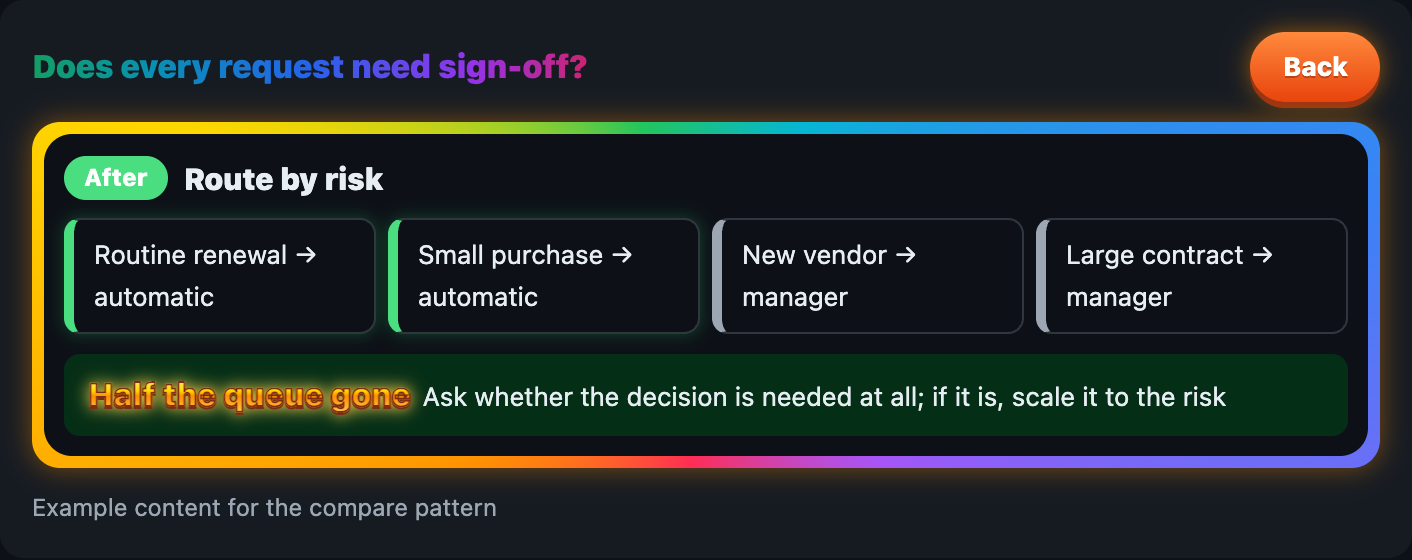 Does every request need sign-off?
Back
After
Route by risk
Routine renewal →
automatic
Small purchase →
automatic
New vendor →
manager
Large contract →
manager
Half the queue gone Ask whether the decision is needed at all; if it is, scale it to the risk
Example content for the compare pattern